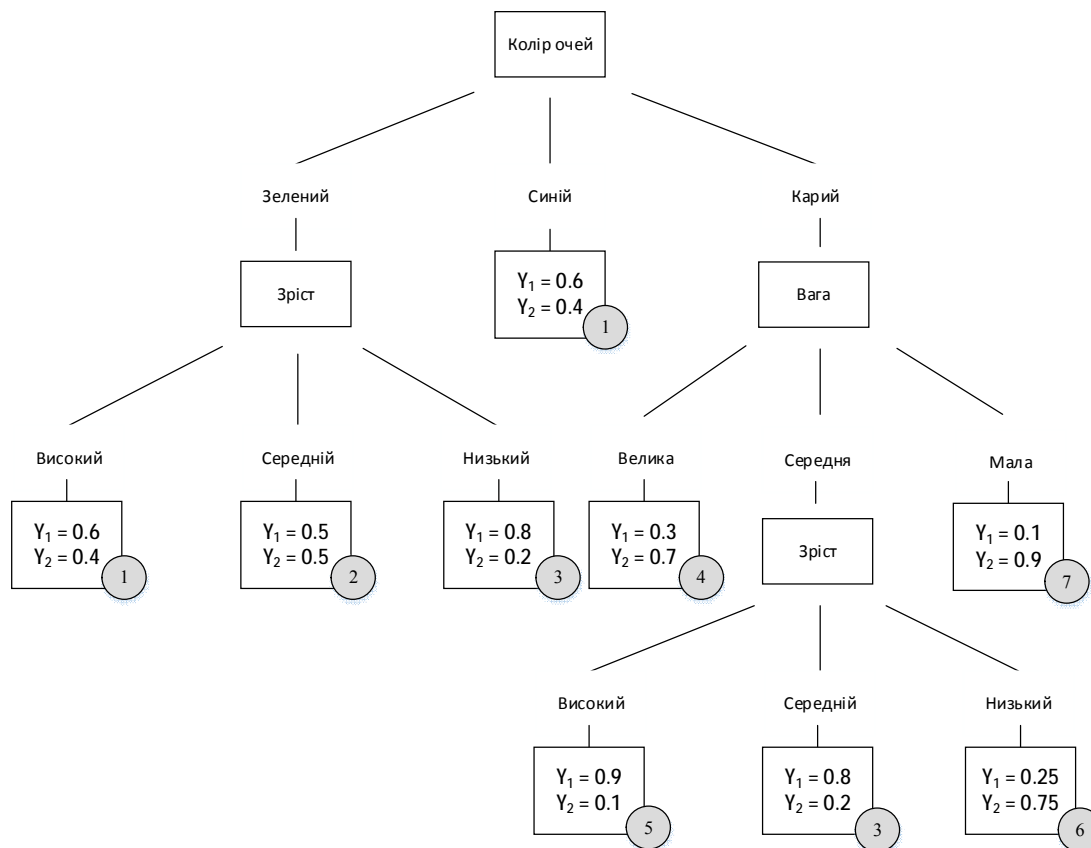 Колір очей
Зелений
Синій
Карий
Зріст
Y₁ = 0.6
Y₂ = 0.4
1
Вага
Високий
Середній
Низький
Велика
Середня
Мала
Y₁ = 0.6
Y₂ = 0.4
1
Y₁ = 0.5
Y₂ = 0.5
2
Y₁ = 0.8
Y₂ = 0.2
3
Y₁ = 0.3
Y₂ = 0.7
4
Зріст
Y₁ = 0.1
Y₂ = 0.9
7
Високий
Середній
Низький
Y₁ = 0.9
Y₂ = 0.1
5
Y₁ = 0.8
Y₂ = 0.2
3
Y₁ = 0.25
Y₂ = 0.75
6